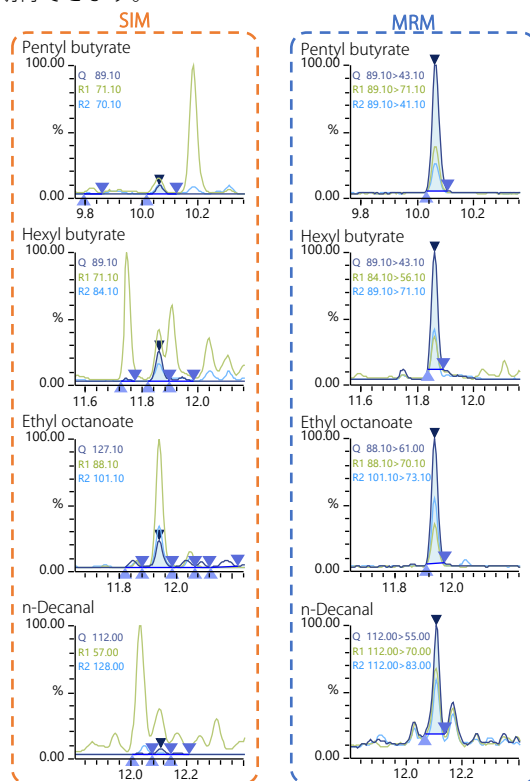 SIM
Pentyl butyrate
100.00
Q 89.10
R1 71.10
R2 70.10
%
0.00
9.8 10.0 10.2
Hexyl butyrate
100.00
Q 89.10
R1 71.10
R2 84.10
%
0.00
11.6 11.8 12.0
Ethyl octanoate
100.00
Q 127.10
R1 88.10
R2 101.10
%
0.00
11.8 12.0
n-Decanal
100.00
Q 112.00
R1 57.00
R2 128.00
%
0.00
12.0 12.2
MRM
Pentyl butyrate
100.00
Q 89.10>43.10
R1 89.10>71.10
R2 89.10>41.10
%
0.00
9.8 10.0 10.2
Hexyl butyrate
100.00
Q 89.10>43.10
R1 84.10>56.10
R2 89.10>71.10
%
0.00
11.6 11.8 12.0
Ethyl octanoate
100.00
Q 88.10>61.00
R1 88.10>70.10
R2 101.10>73.10
%
0.00
11.8 12.0
n-Decanal
100.00
Q 112.00>55.00
R1 112.00>70.00
R2 112.00>83.00
%
0.00
12.0 12.2